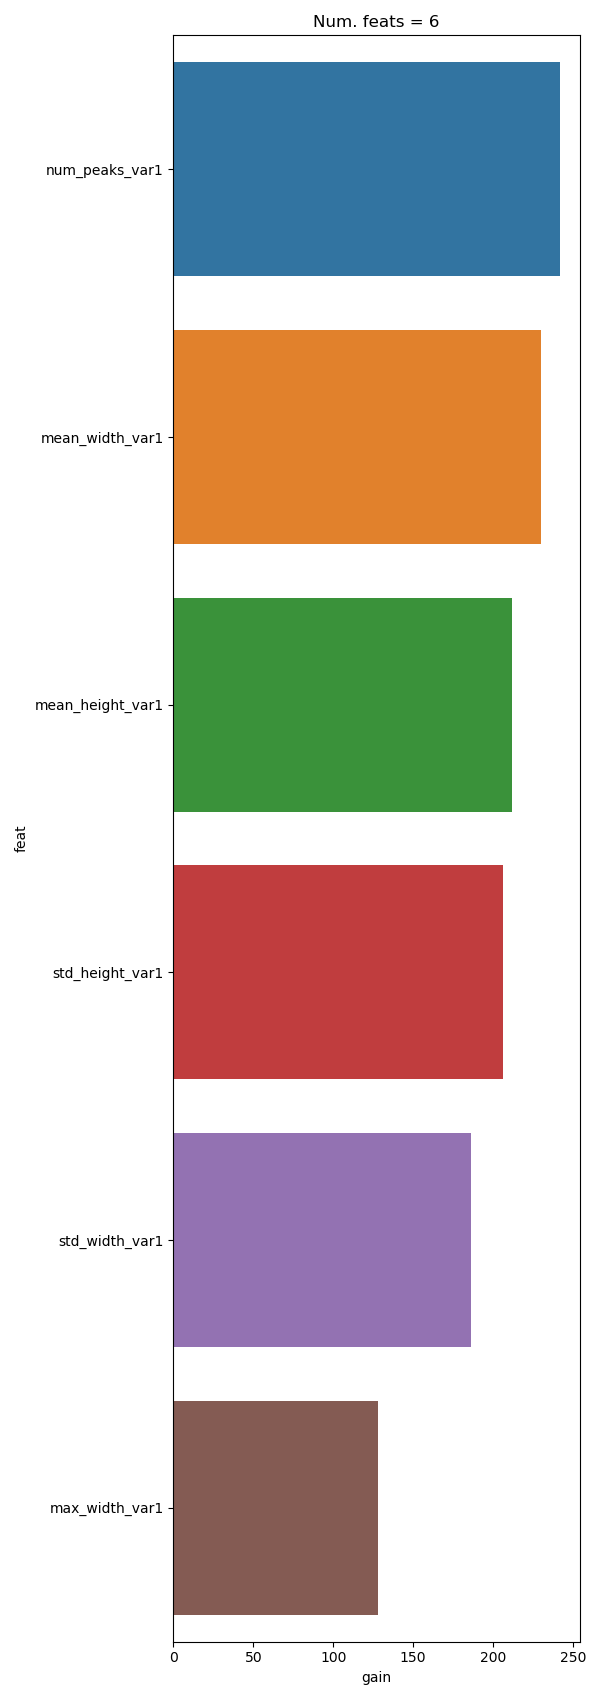 Num. feats = 6
num_peaks_var1
mean_width_var1
mean_height_var1
feat
std_height_var1
std_width_var1
max_width_var1
0 50 100 150 200 250
gain